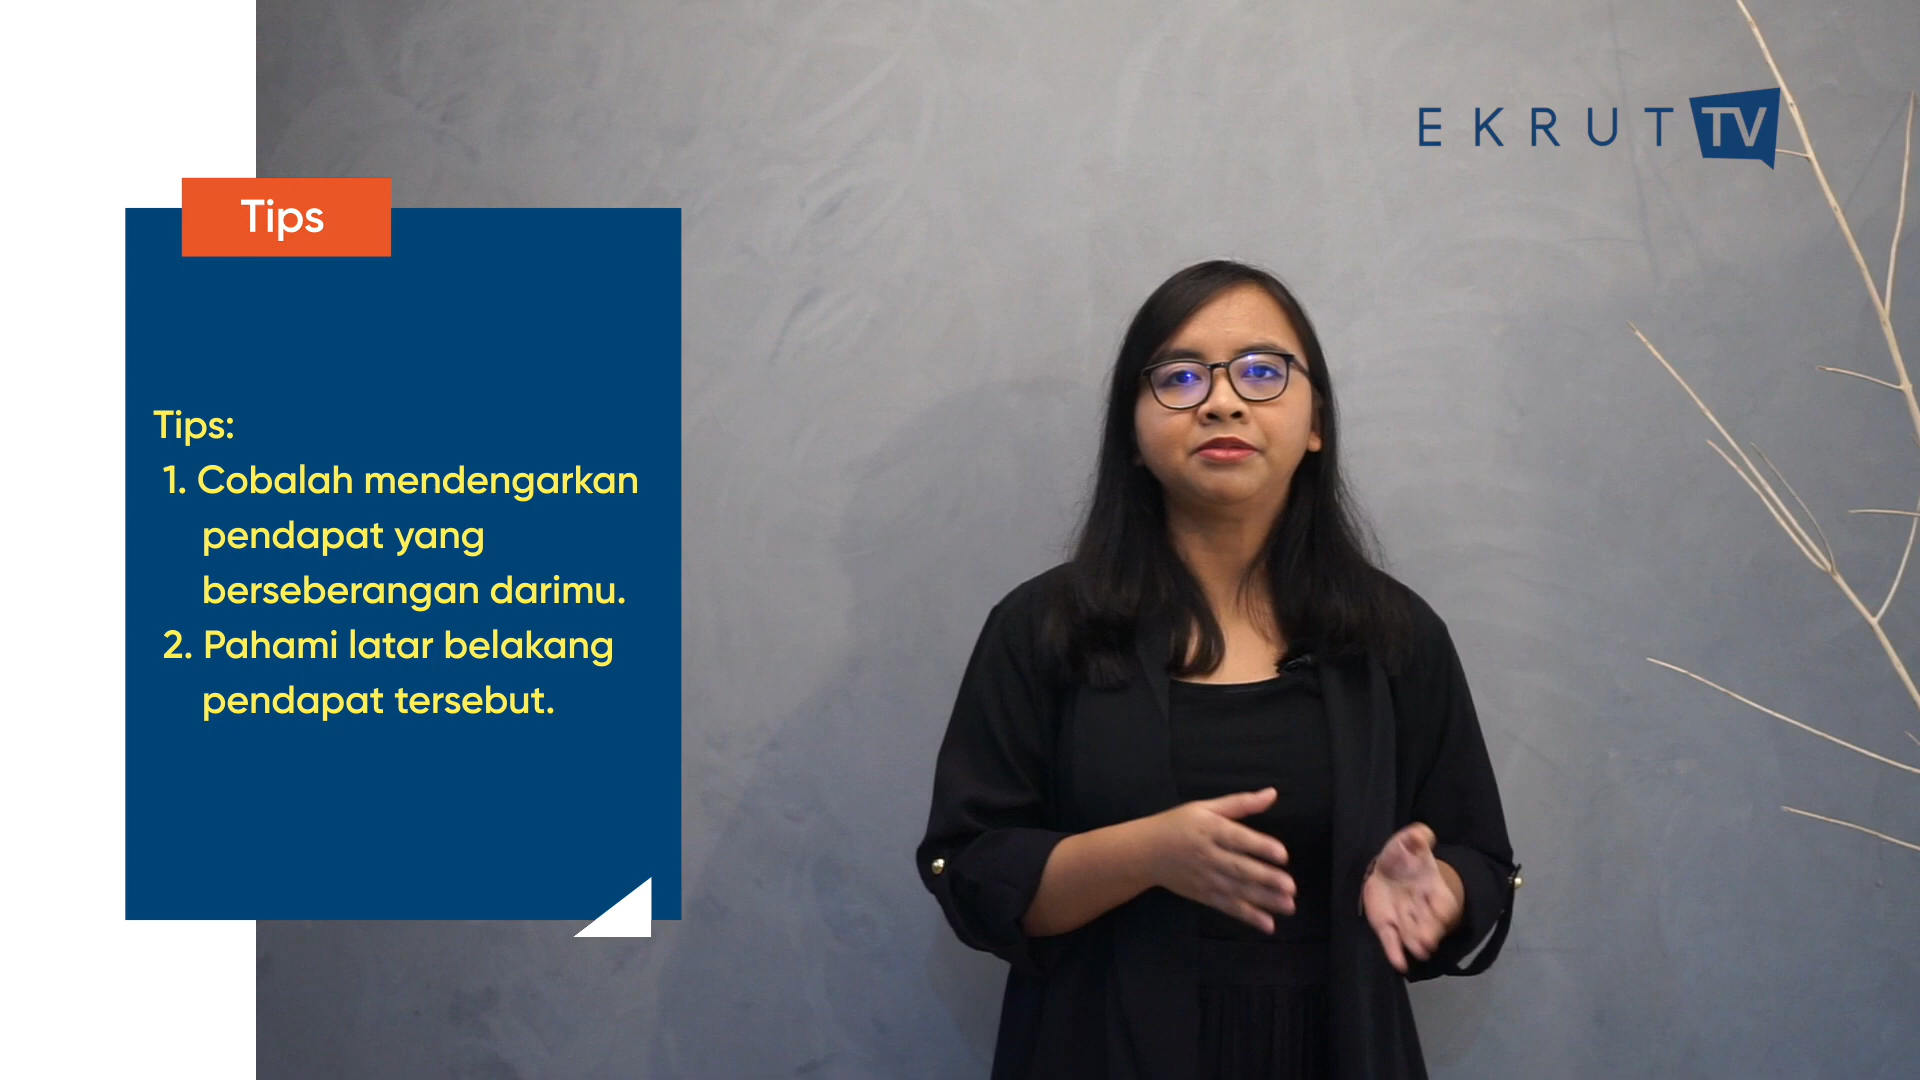 EKRUT TV
Tips
Tips:
1. Cobalah mendengarkan
pendapat yang
berseberangan darimu.
2. Pahami latar belakang
pendapat tersebut.